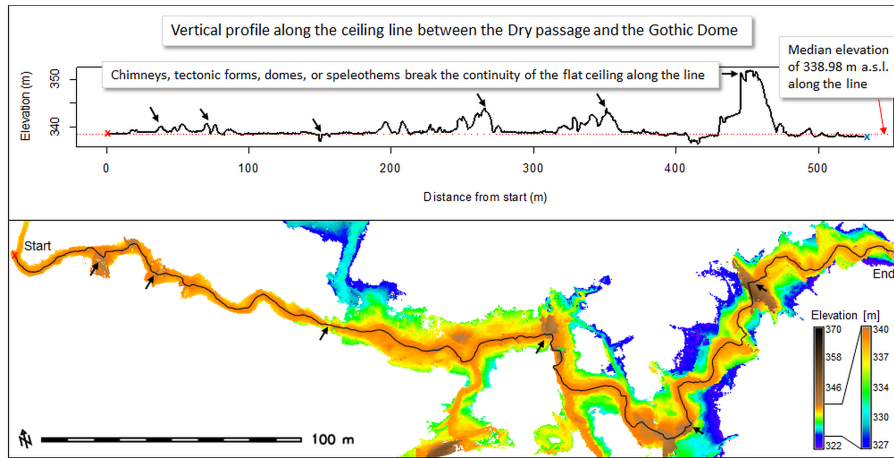 Vertical profile along the ceiling line between the Dry passage and the Gothic Dome
Chimneys, tectonic forms, domes, or speleothems break the continuity of the flat ceiling along the line
Median elevation
of 338.98 m a.s.l.
along the line
Elevation (m)
350
340
0
100
200
300
400
500
Distance from start (m)
Start
End
Elevation [m]
370
340
358
337
346
334
330
322
327
N
100 m